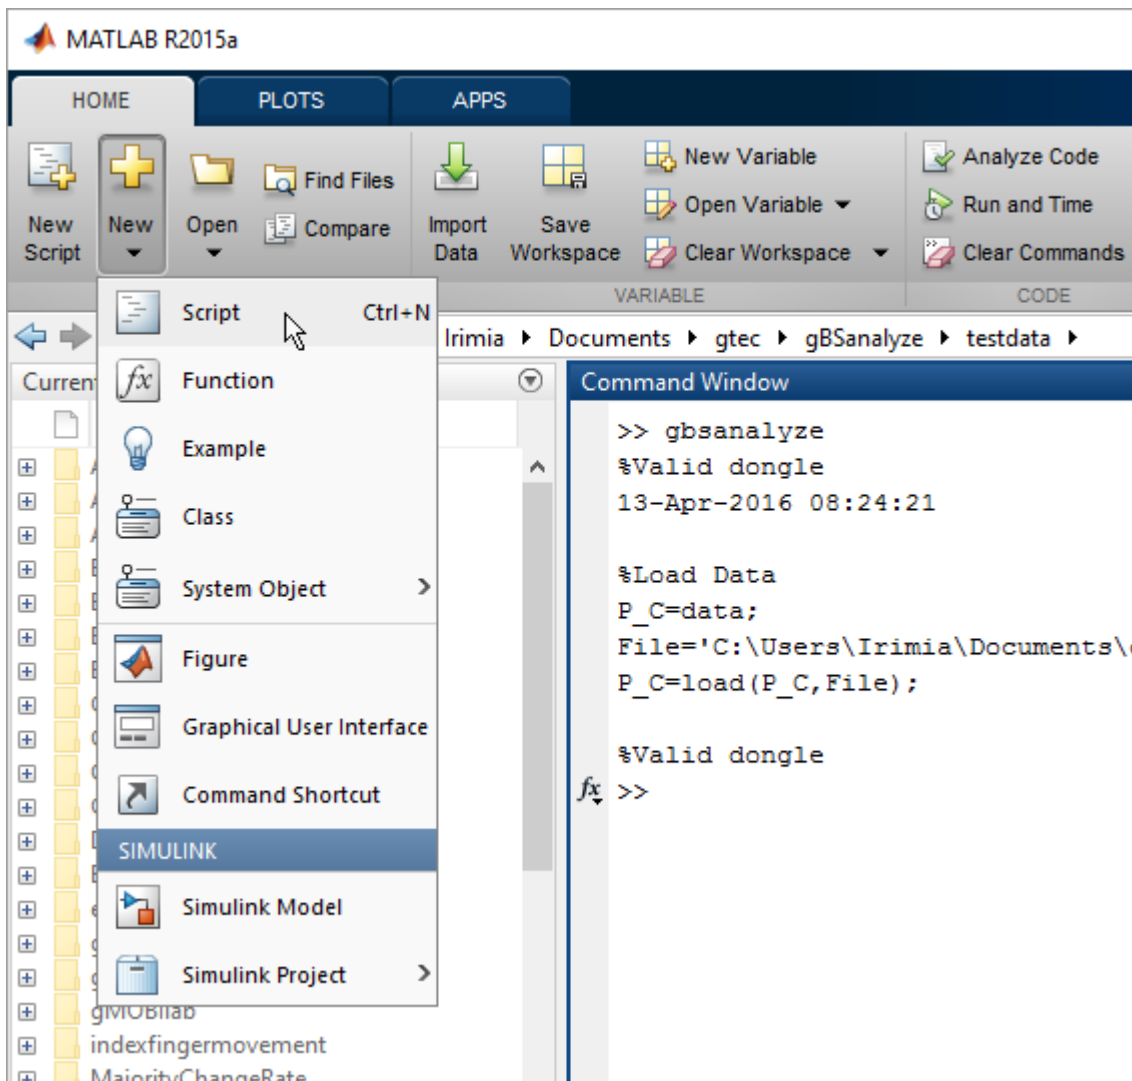 MATLAB R2015a
HOME PLOTS APPS
New Script
New
Open
Find Files
Compare
Import Data
Save Workspace
New Variable
Open Variable
Clear Workspace
Analyze Code
Run and Time
Clear Commands
VARIABLE
CODE
Irimia Documents gtec gBSanalyze testdata
Script Ctrl+N
Function
Example
Class
System Object
Figure
Graphical User Interface
Command Shortcut
SIMULINK
Simulink Model
Simulink Project
gMOBIlab
indexfingermovement
MajorityChangeRate
Command Window
>> gbsanalyze
%Valid dongle
13-Apr-2016 08:24:21
%Load Data
P_C=data;
File='C:\Users\Irimia\Documents\
P_C=load(P_C,File);
%Valid dongle
fx >>